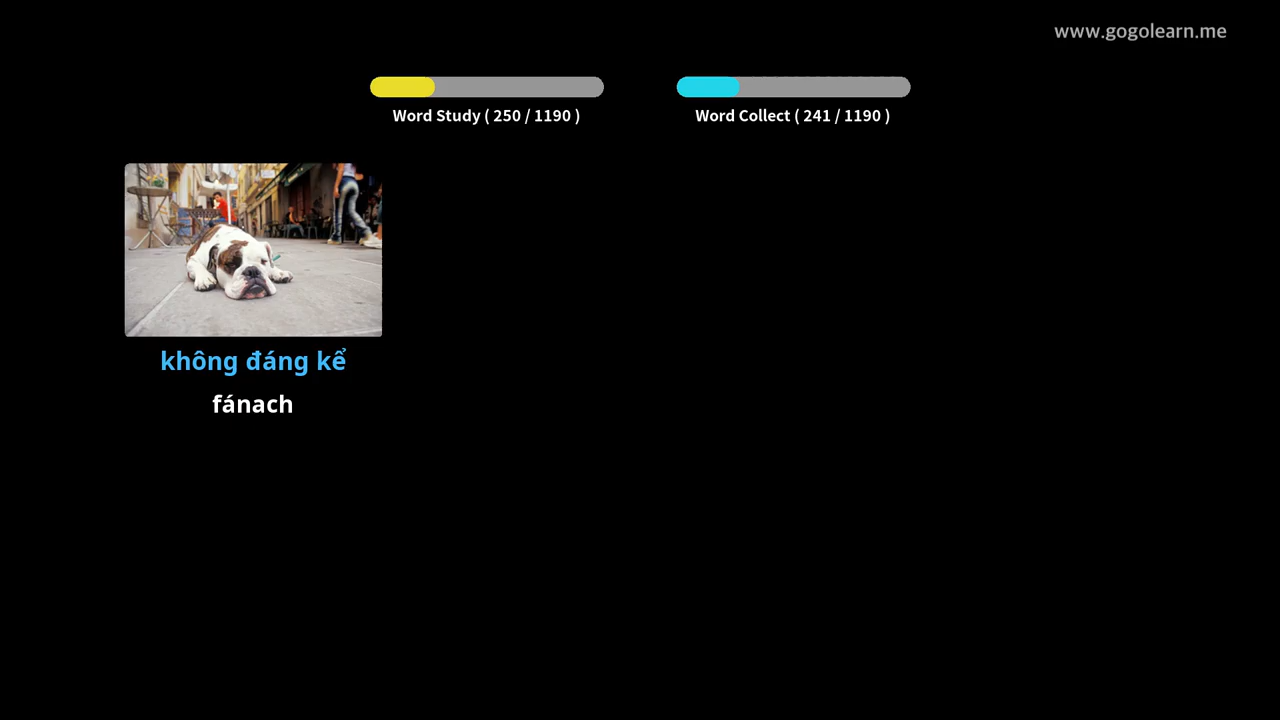 www.gogolearn.me
Word Study ( 250 / 1190 )
Word Collect ( 241 / 1190 )
không đáng kể
fánach